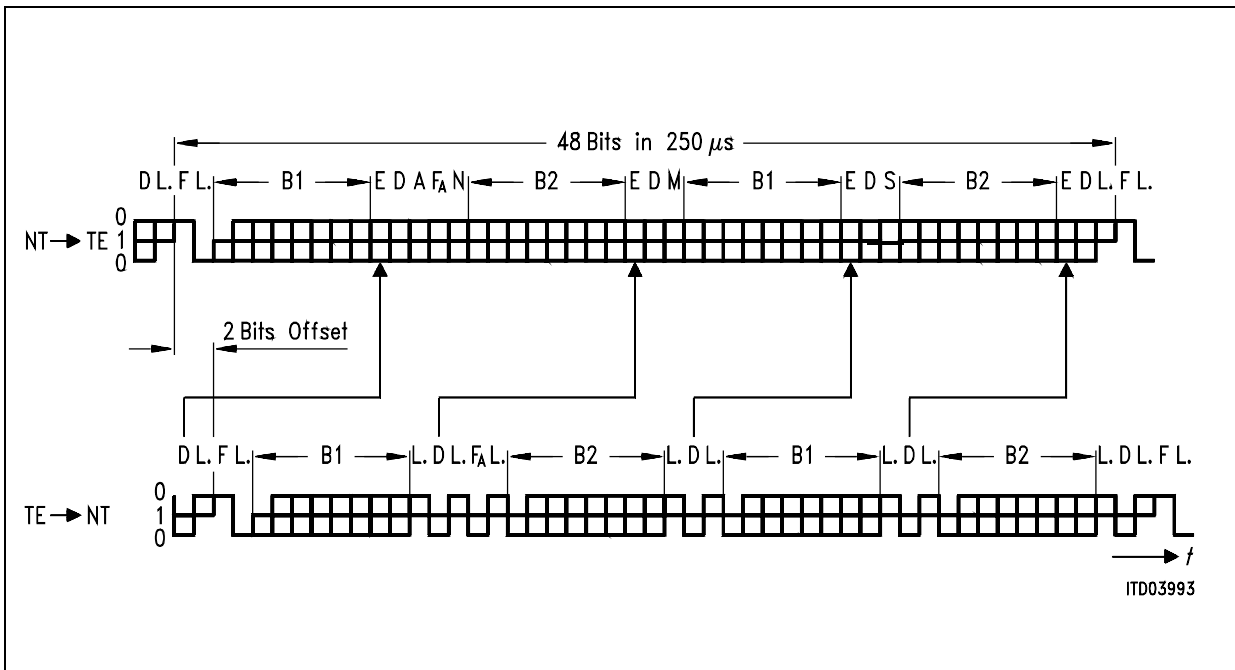 48 Bits in 250 µs
D L. F L. B1 E D A FA N B2 E D M B1 E D S B2 E D L. F L.
0
NT → TE 1
0
2 Bits Offset
D L. F L. B1 L. D L. FA L. B2 L. D L. B1 L. D L. B2 L. D L. F L.
0
TE → NT 1
0
t
ITD03993